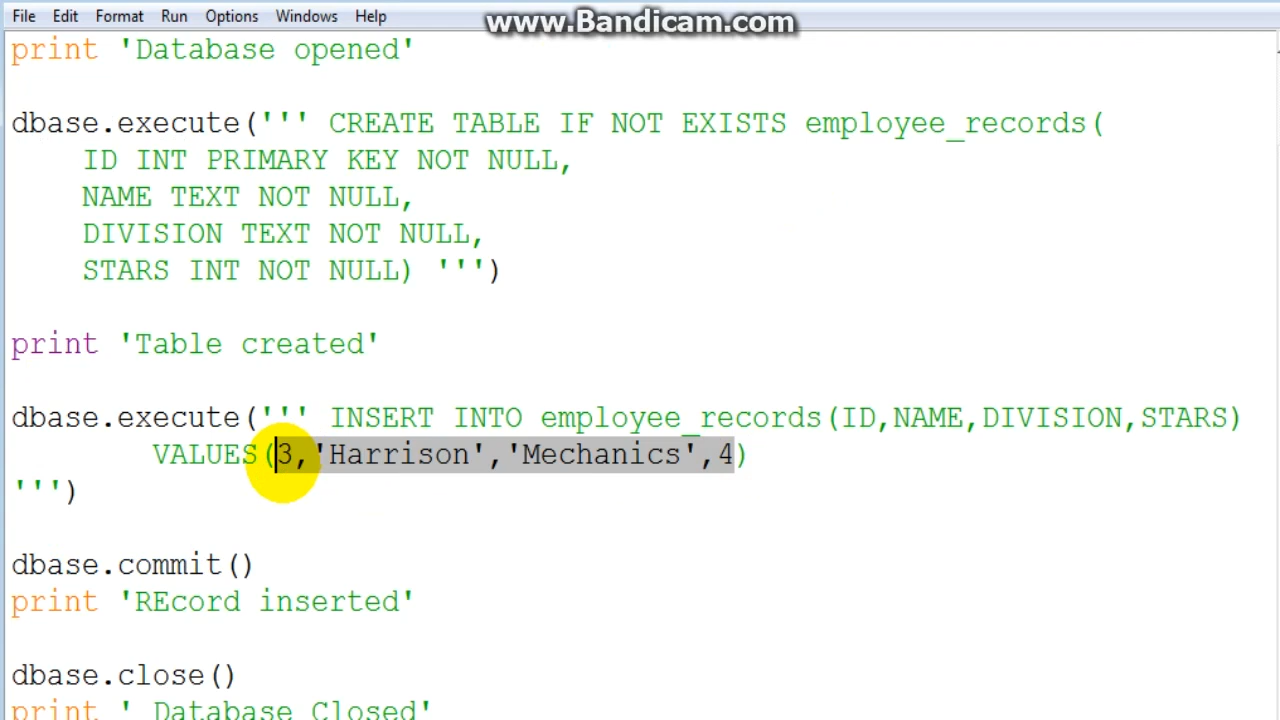 File Edit Format Run Options Windows Help
www.Bandicam.com
print 'Database opened'
dbase.execute(''' CREATE TABLE IF NOT EXISTS employee_records(
ID INT PRIMARY KEY NOT NULL,
NAME TEXT NOT NULL,
DIVISION TEXT NOT NULL,
STARS INT NOT NULL) ''')
print 'Table created'
dbase.execute(''' INSERT INTO employee_records(ID,NAME,DIVISION,STARS)
VALUES(3,'Harrison','Mechanics',4)
''')
dbase.commit()
print 'REcord inserted'
dbase.close()
print ' Database Closed'